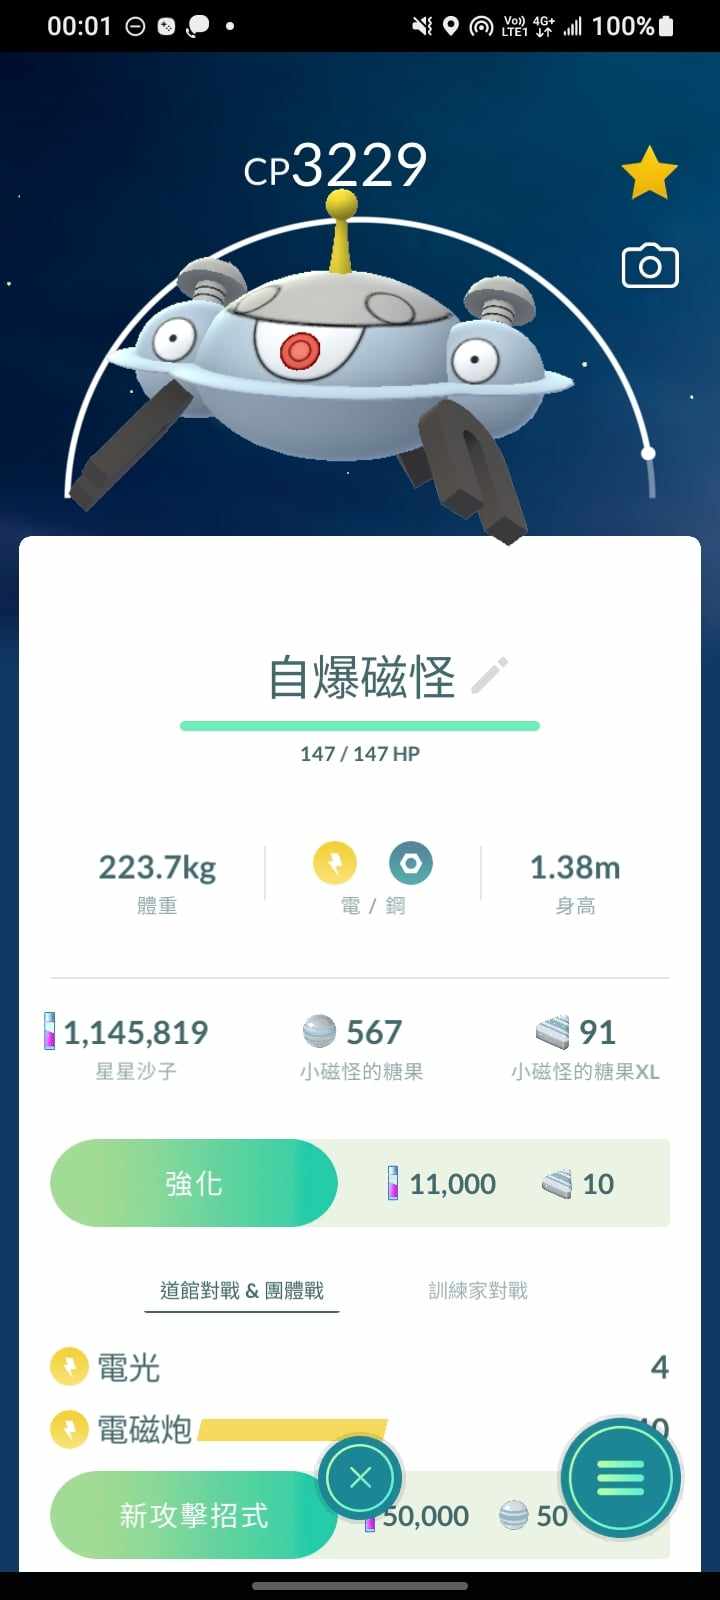 00:01 Vo)) LTE1 4G+ 100%
CP3229
自爆磁怪
147 / 147 HP
223.7kg 1.38m
體重 電 / 鋼 身高
1,145,819 567 91
星星沙子 小磁怪的糖果 小磁怪的糖果XL
強化 11,000 10
道館對戰 & 團體戰 訓練家對戰
電光 4
電磁炮
新攻擊招式 50,000 50